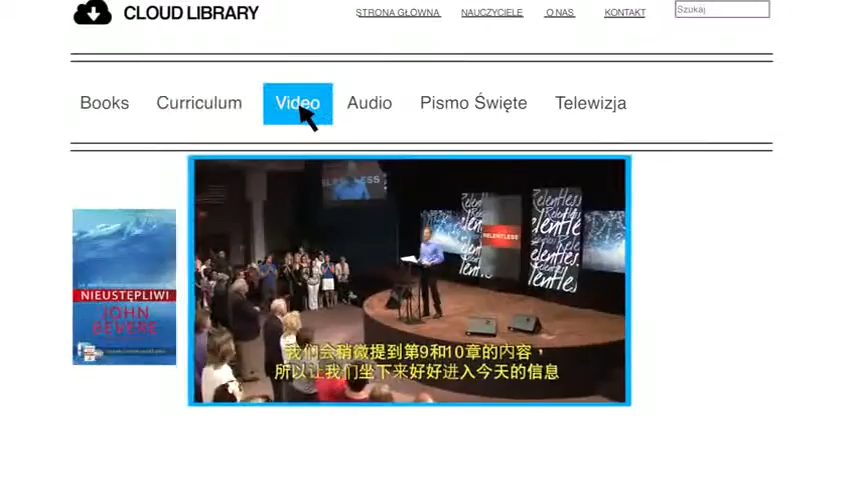 CLOUD LIBRARY
STRONA GŁOWNA
NAUCZYCIELE
O NAS
KONTAKT
Szukaj
Books
Curriculum
Video
Audio
Pismo Święte
Telewizja
NIEUSTĘPLIWI
JOHN
BEVERE
RELENTLESS
Relentless
我们会稍微提到第9和10章的内容，
所以让我们坐下来好好进入今天的信息